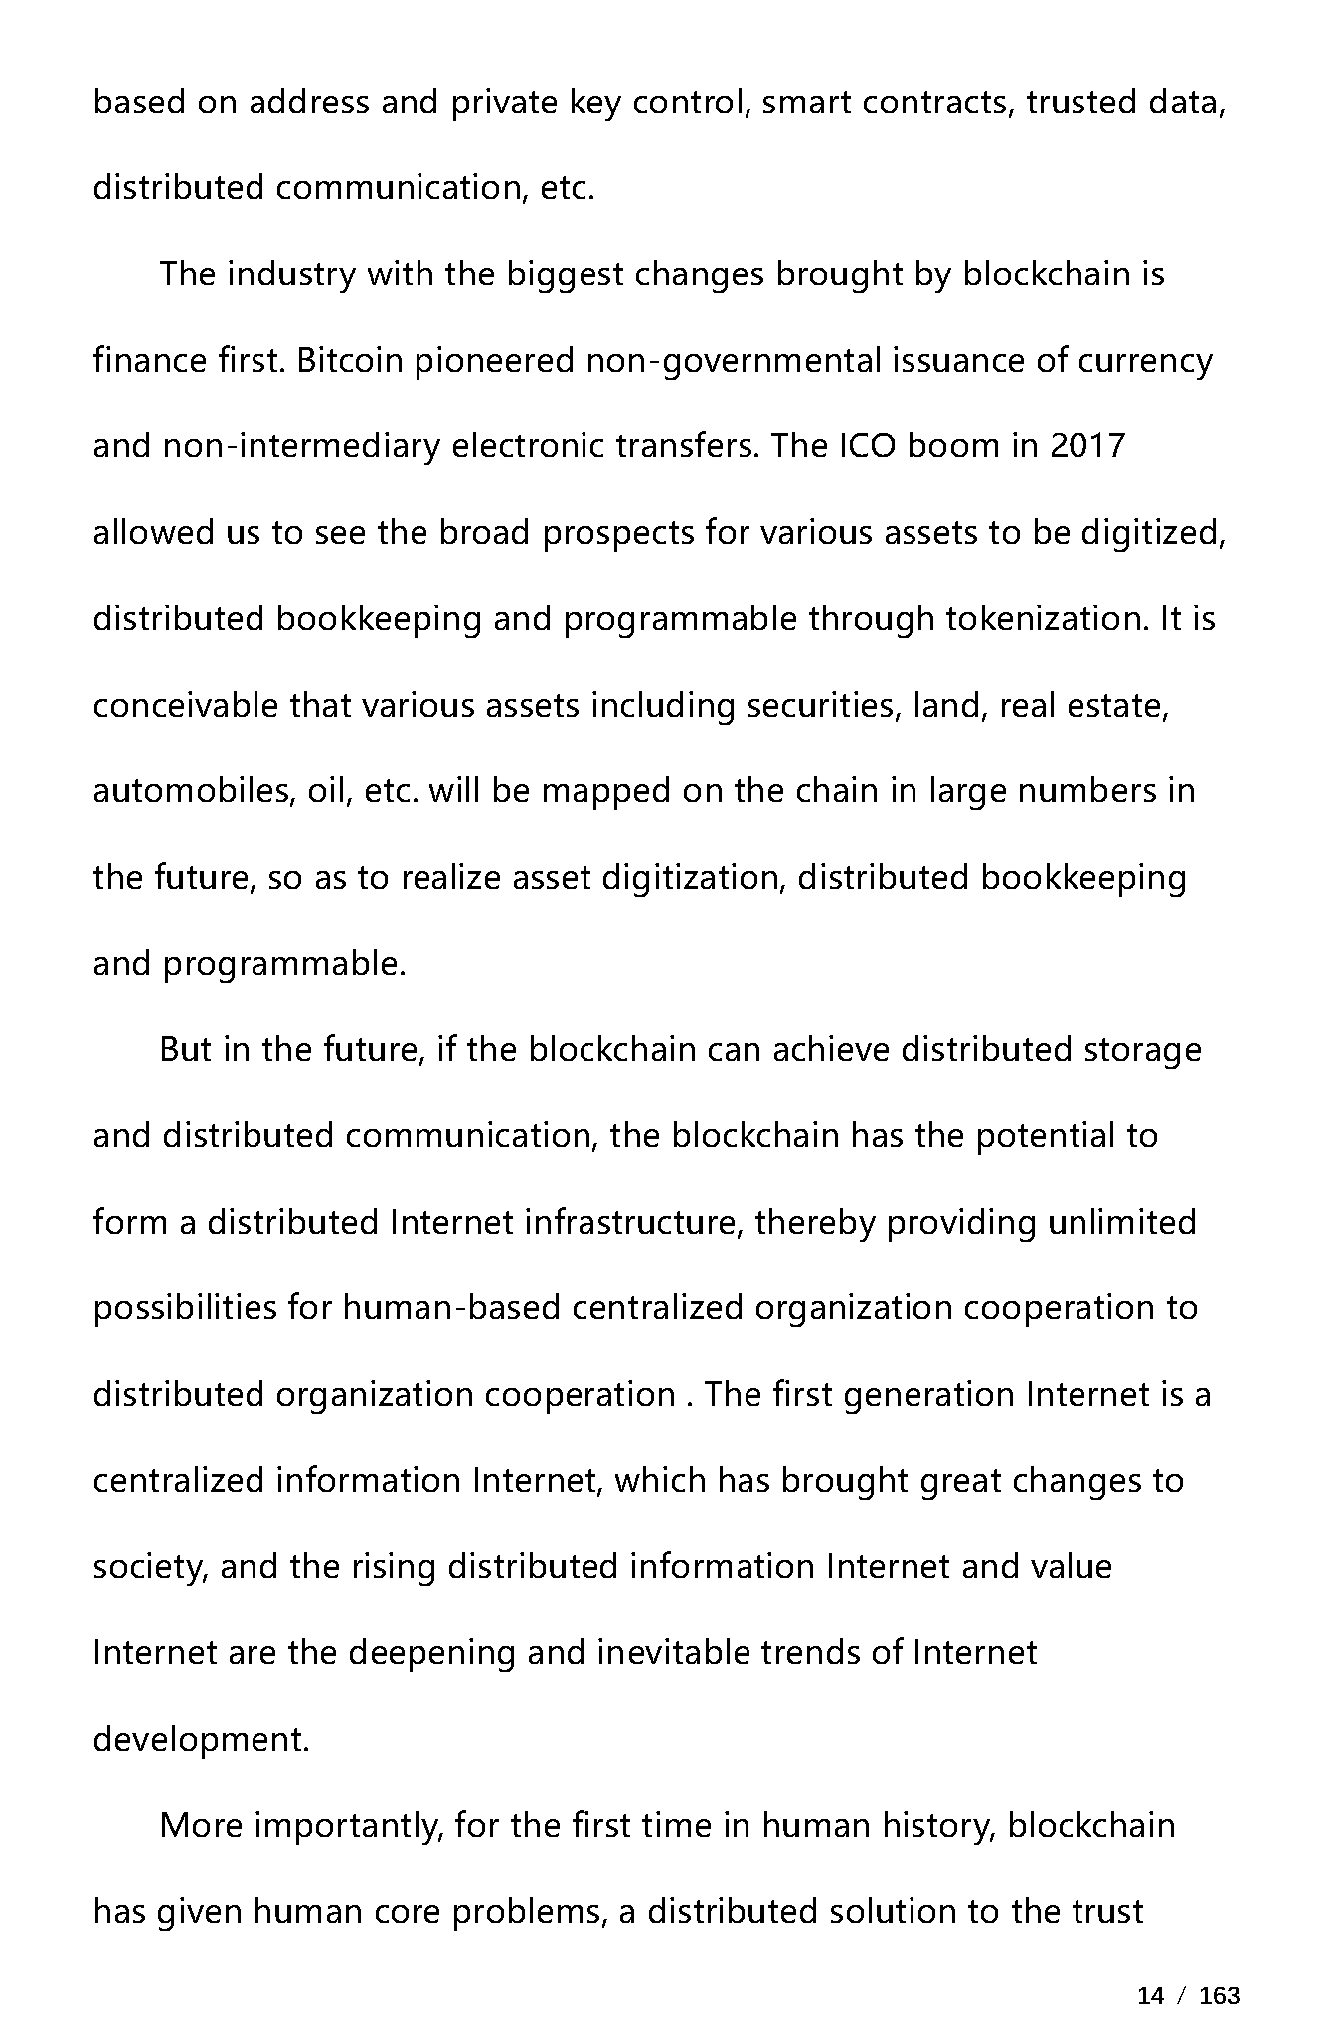 based on address and private key control, smart contracts, trusted data,
distributed communication, etc.
The industry with the biggest changes brought by blockchain is
finance first. Bitcoin pioneered non-governmental issuance of currency
and non-intermediary electronic transfers. The ICO boom in 2017
allowed us to see the broad prospects for various assets to be digitized,
distributed bookkeeping and programmable through tokenization. It is
conceivable that various assets including securities, land, real estate,
automobiles, oil, etc. will be mapped on the chain in large numbers in
the future, so as to realize asset digitization, distributed bookkeeping
and programmable.
But in the future, if the blockchain can achieve distributed storage
and distributed communication, the blockchain has the potential to
form a distributed Internet infrastructure, thereby providing unlimited
possibilities for human-based centralized organization cooperation to
distributed organization cooperation . The first generation Internet is a
centralized information Internet, which has brought great changes to
society, and the rising distributed information Internet and value
Internet are the deepening and inevitable trends of Internet
development.
More importantly, for the first time in human history, blockchain
has given human core problems, a distributed solution to the trust
14 / 163